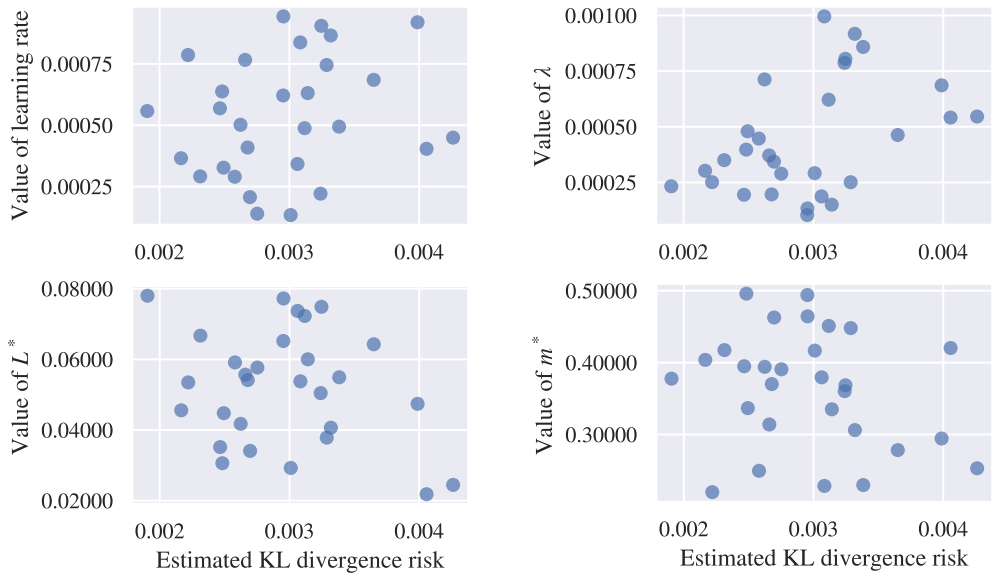 Value of learning rate
0.00075
0.00050
0.00025
0.002 0.003 0.004
Value of λ
0.00100
0.00075
0.00050
0.00025
0.002 0.003 0.004
Value of L*
0.08000
0.06000
0.04000
0.02000
0.002 0.003 0.004
Estimated KL divergence risk
Value of m*
0.50000
0.40000
0.30000
0.002 0.003 0.004
Estimated KL divergence risk